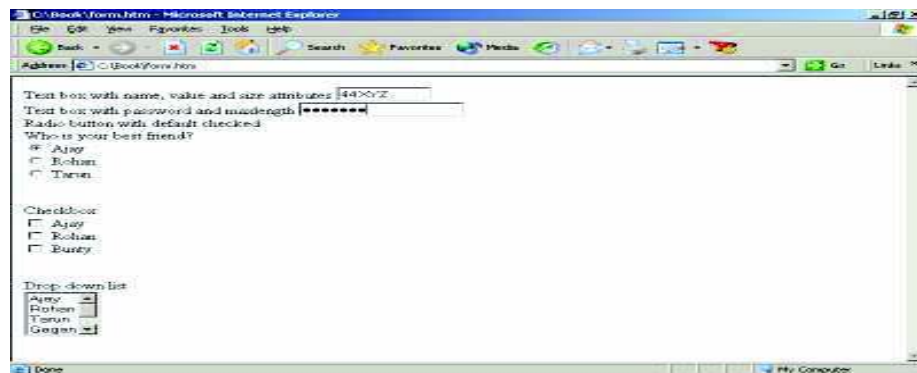 C:\Book\form.htm - Microsoft Internet Explorer
File Edit View Favorites Tools Help
Back Search Favorites Media
Address C:\Book\form.htm Go Links
Text box with name, value and size attributes 44XYZ
Text box with password and maxlength •••••••
Radio button with default checked
Who is your best friend?
Ajay
Rohan
Tarun
Checkbox
Ajay
Rohan
Bunty
Drop down list
Ajay
Rohan
Tarun
Gagan
Done My Computer